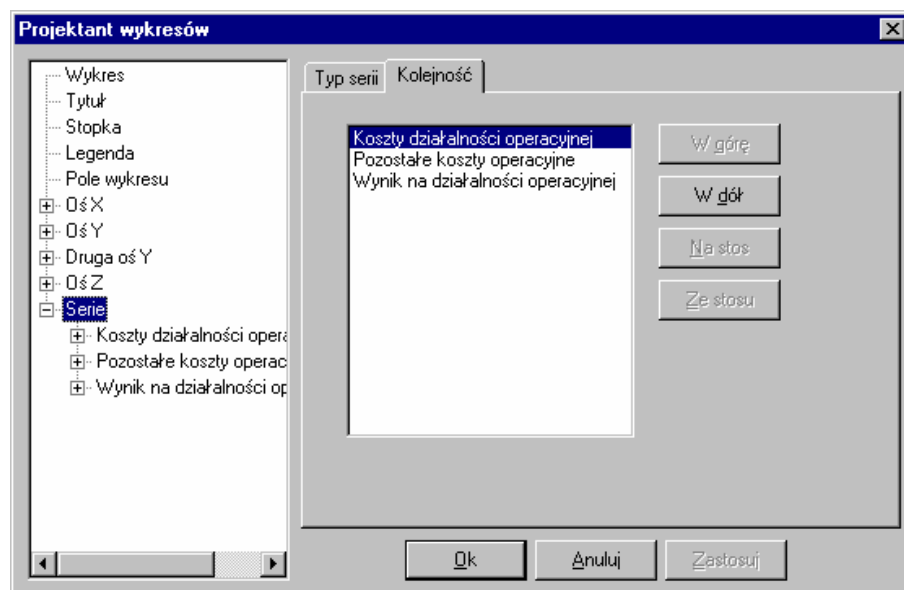 Projektant wykresów
Wykres
Tytuł
Stopka
Legenda
Pole wykresu
Oś X
Oś Y
Druga oś Y
Oś Z
Serie
Koszty działalności opera
Pozostałe koszty operac
Wynik na działalności op
Typ serii
Kolejność
Koszty działalności operacyjnej
Pozostałe koszty operacyjne
Wynik na działalności operacyjnej
W górę
W dół
Na stos
Ze stosu
Ok
Anuluj
Zastosuj